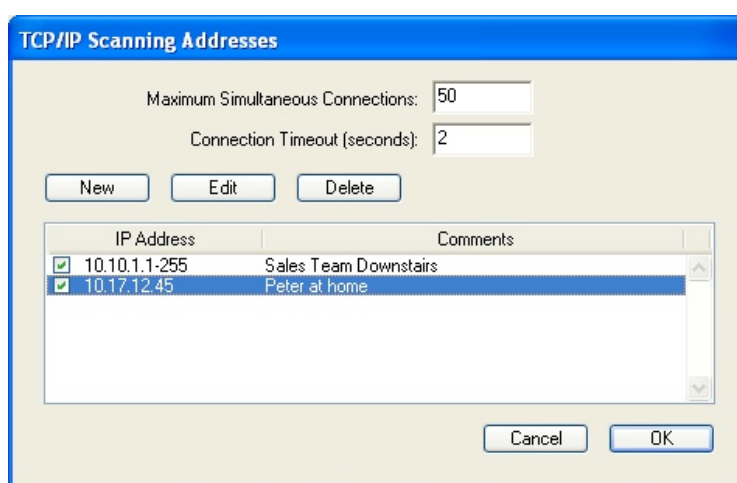 TCP/IP Scanning Addresses
Maximum Simultaneous Connections: 50
Connection Timeout (seconds): 2
New Edit Delete
IP Address Comments
10.10.1.1-255 Sales Team Downstairs
10.17.12.45 Peter at home
Cancel OK